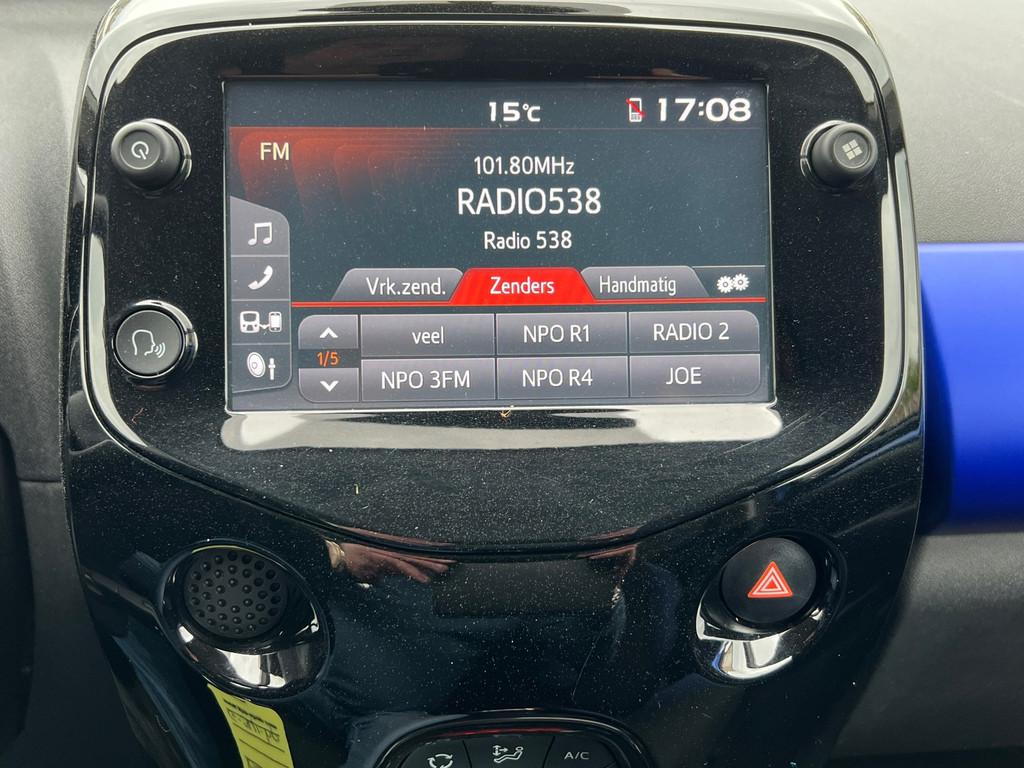 15°C 17:08
FM
101.80MHz
RADIO538
Radio 538
Vrk.zend. Zenders Handmatig
veel NPO R1 RADIO 2
1/5
NPO 3FM NPO R4 JOE
A/C